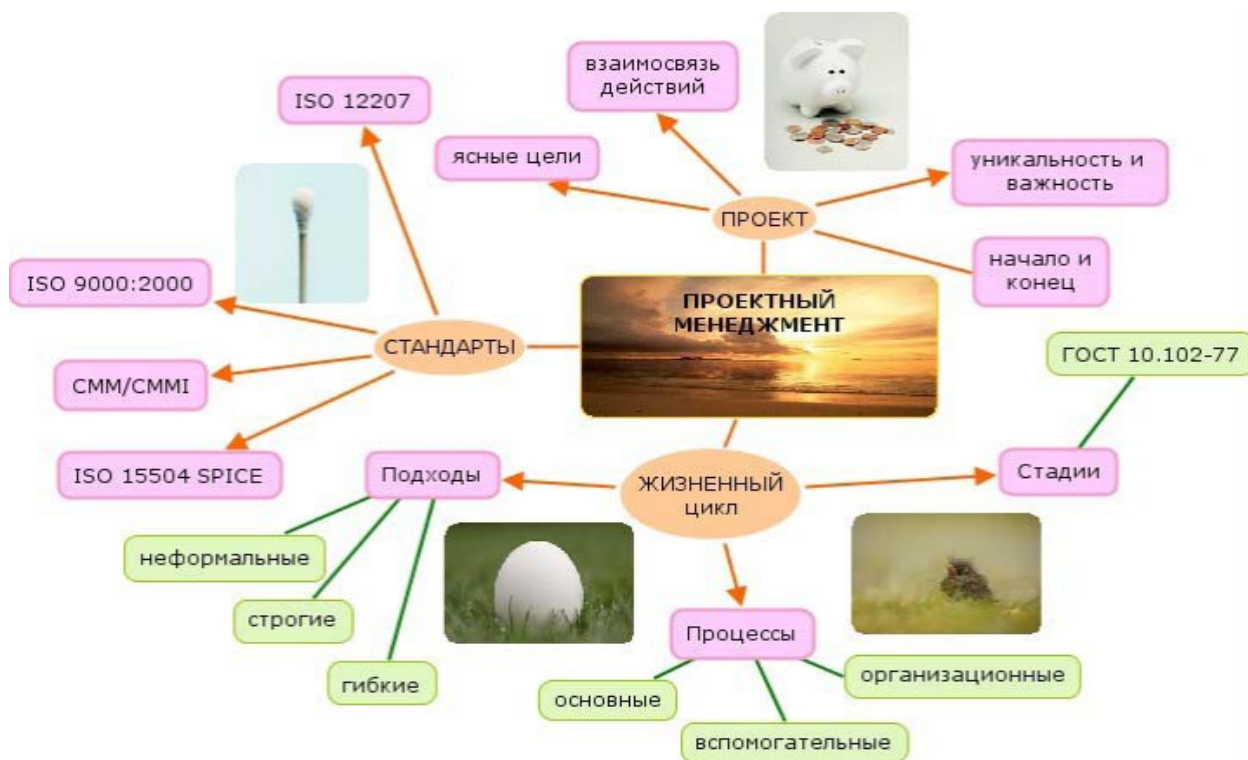 взаимосвязь
действий
ISO 12207
ясные цели
уникальность и
важность
ПРОЕКТ
начало и
конец
ISO 9000:2000
ПРОЕКТНЫЙ
МЕНЕДЖМЕНТ
СТАНДАРТЫ
ГОСТ 10.102-77
CMM/CMMI
ISO 15504 SPICE
Подходы
ЖИЗНЕННЫЙ
ЦИКЛ
Стадии
неформальные
строгие
гибкие
Процессы
основные
организационные
вспомогательные